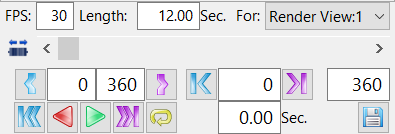 FPS: 30 Length: 12.00 Sec. For: Render View:1
0 360 0 360
0.00 Sec.